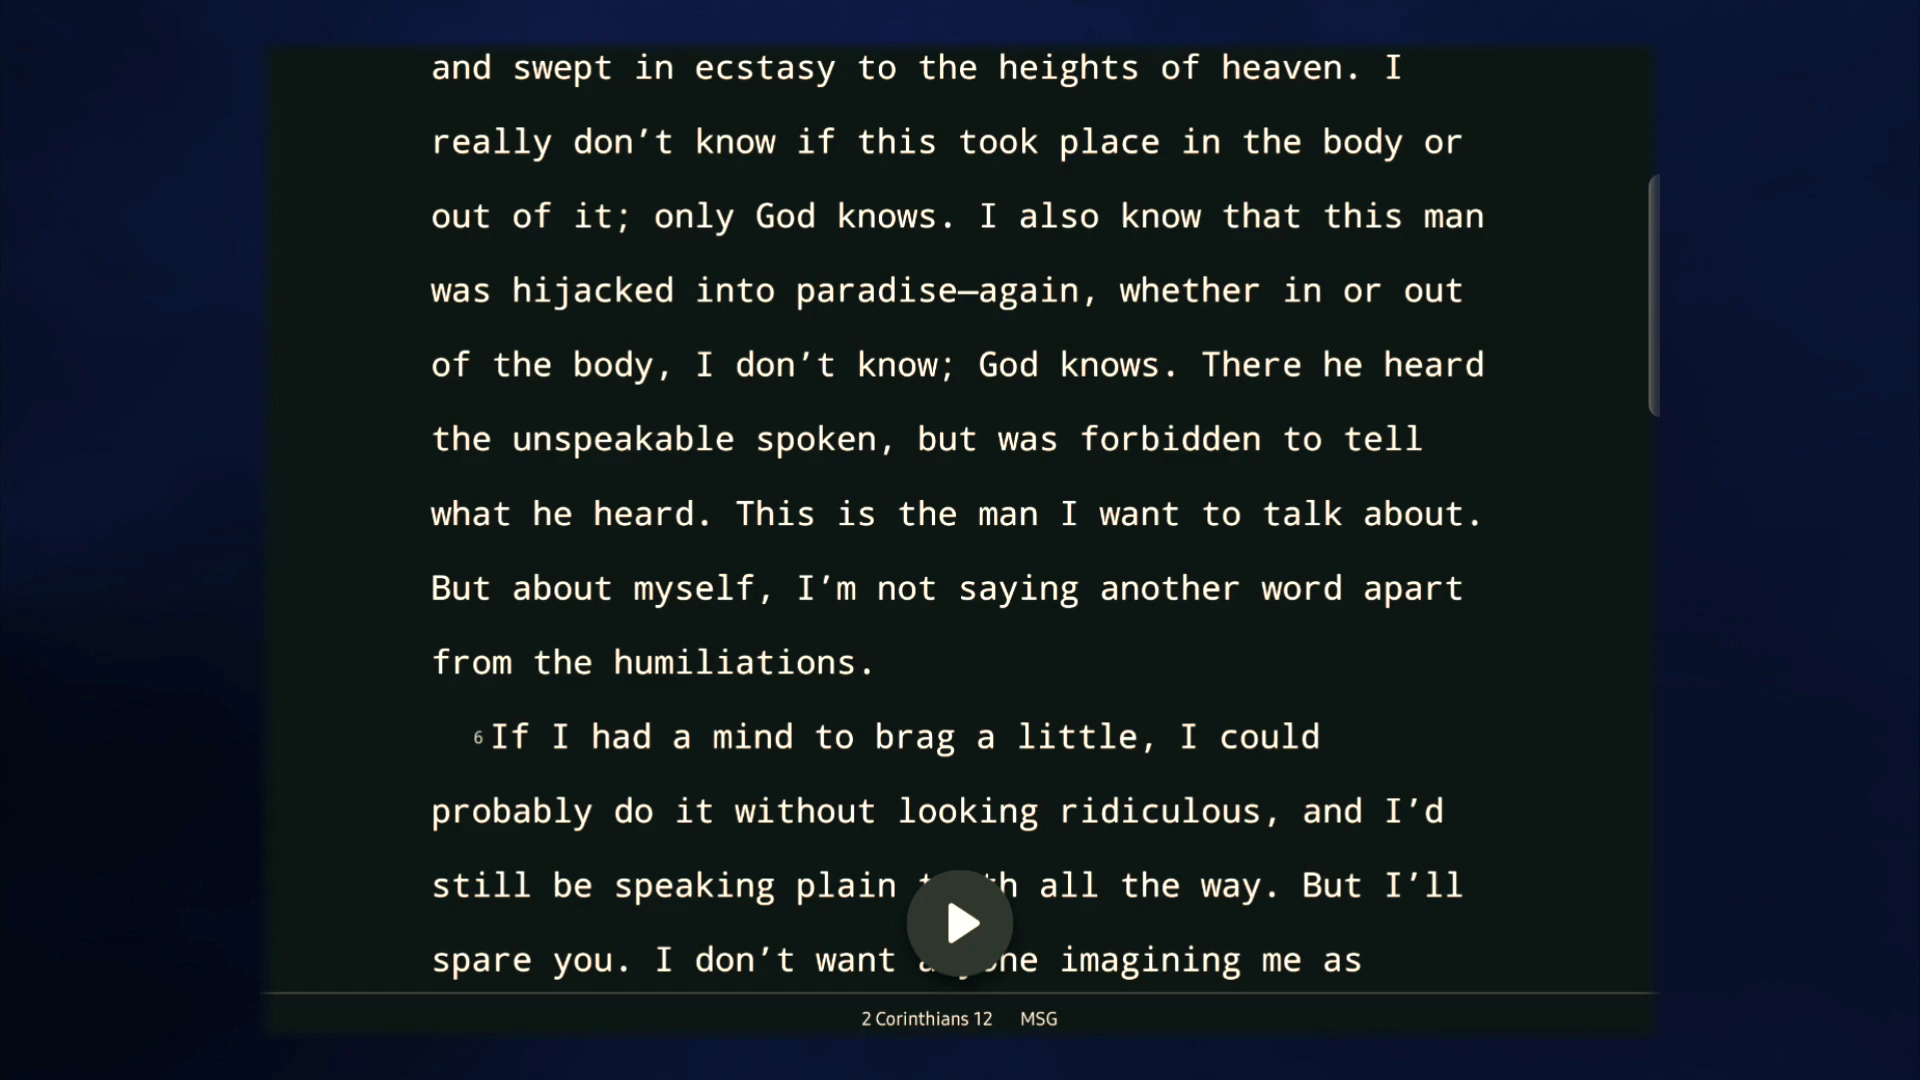 and swept in ecstasy to the heights of heaven. I
really don’t know if this took place in the body or
out of it; only God knows. I also know that this man
was hijacked into paradise—again, whether in or out
of the body, I don’t know; God knows. There he heard
the unspeakable spoken, but was forbidden to tell
what he heard. This is the man I want to talk about.
But about myself, I’m not saying another word apart
from the humiliations.
6 If I had a mind to brag a little, I could
probably do it without looking ridiculous, and I’d
still be speaking plain all the way. But I’ll
spare you. I don’t want imagining me as
2 Corinthians 12 MSG